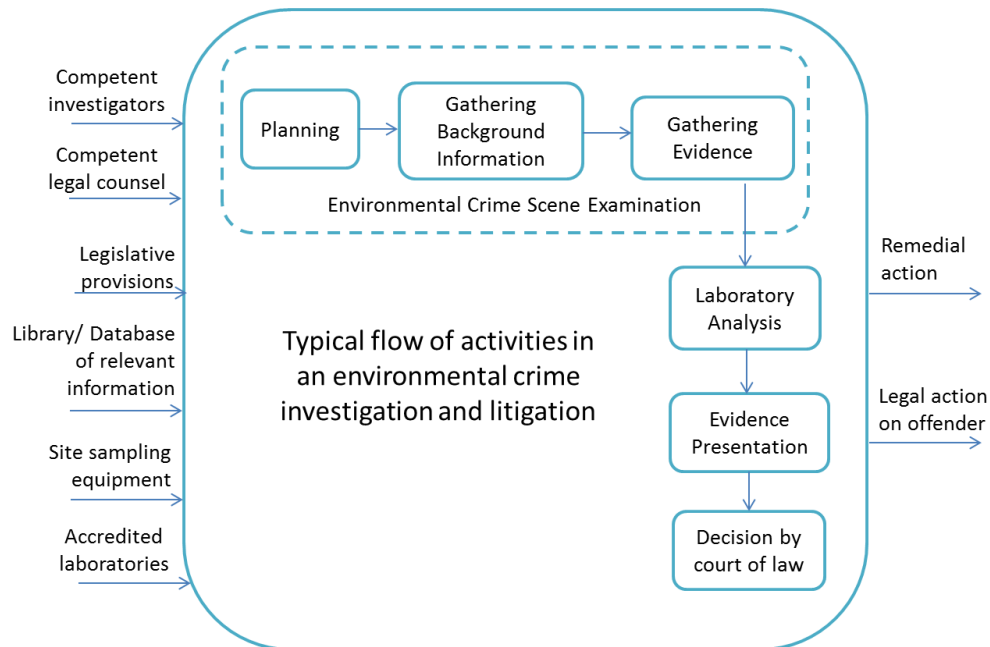 Competent
investigators
Competent
legal counsel
Legislative
provisions
Library/ Database
of relevant
information
Site sampling
equipment
Accredited
laboratories
Planning
Gathering
Background
Information
Gathering
Evidence
Environmental Crime Scene Examination
Laboratory
Analysis
Typical flow of activities in
an environmental crime
investigation and litigation
Evidence
Presentation
Decision by
court of law
Remedial
action
Legal action
on offender